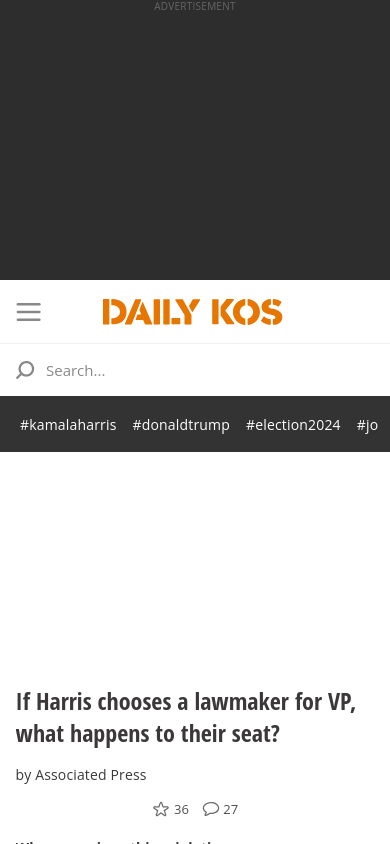 ADVERTISEMENT
DAILY KOS
Search...
#kamalaharris #donaldtrump #election2024 #jo
If Harris chooses a lawmaker for VP,
what happens to their seat?
by Associated Press
36 27